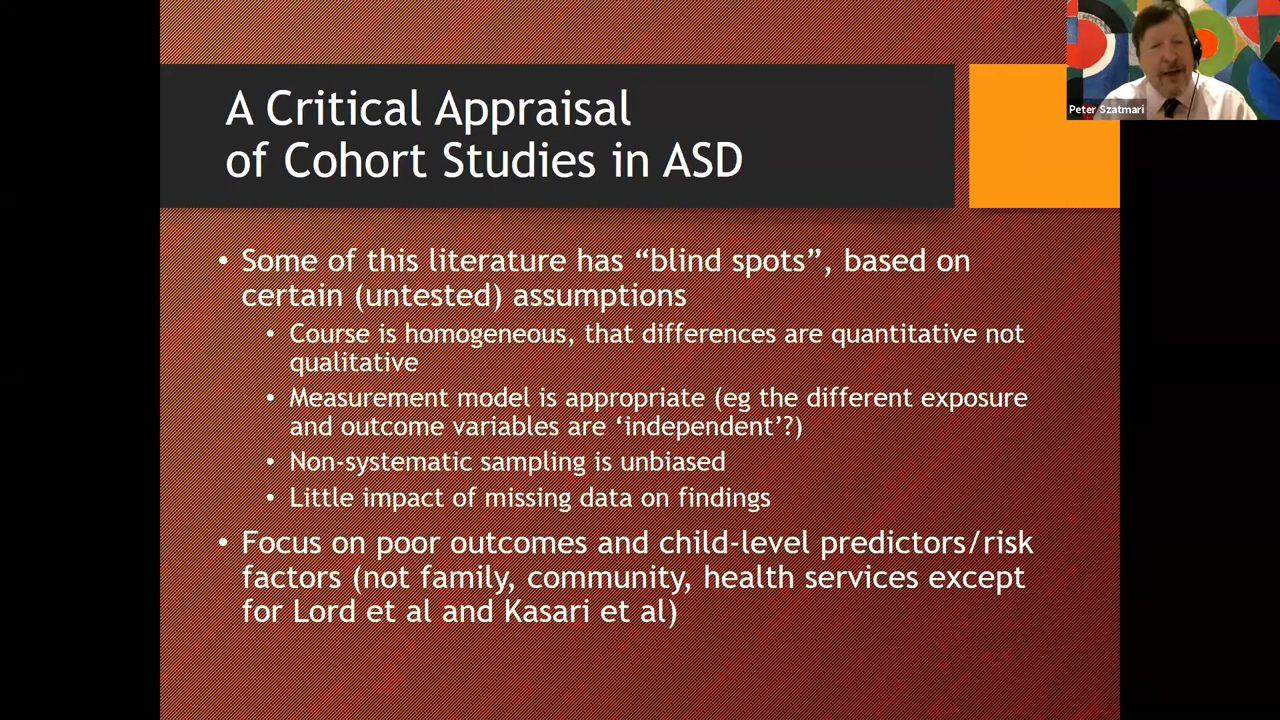 A Critical Appraisal
of Cohort Studies in ASD
Peter Szatmari
• Some of this literature has “blind spots”, based on
certain (untested) assumptions
• Course is homogeneous, that differences are quantitative not
qualitative
• Measurement model is appropriate (eg the different exposure
and outcome variables are ‘independent’?)
• Non-systematic sampling is unbiased
• Little impact of missing data on findings
• Focus on poor outcomes and child-level predictors/risk
factors (not family, community, health services except
for Lord et al and Kasari et al)